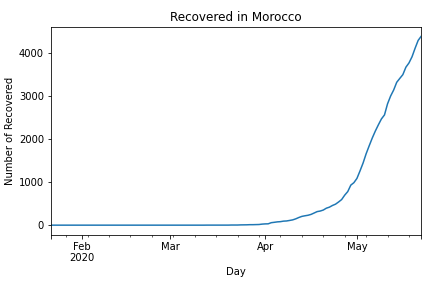 Recovered in Morocco
Number of Recovered
4000
3000
2000
1000
0
Feb
2020
Mar
Apr
May
Day